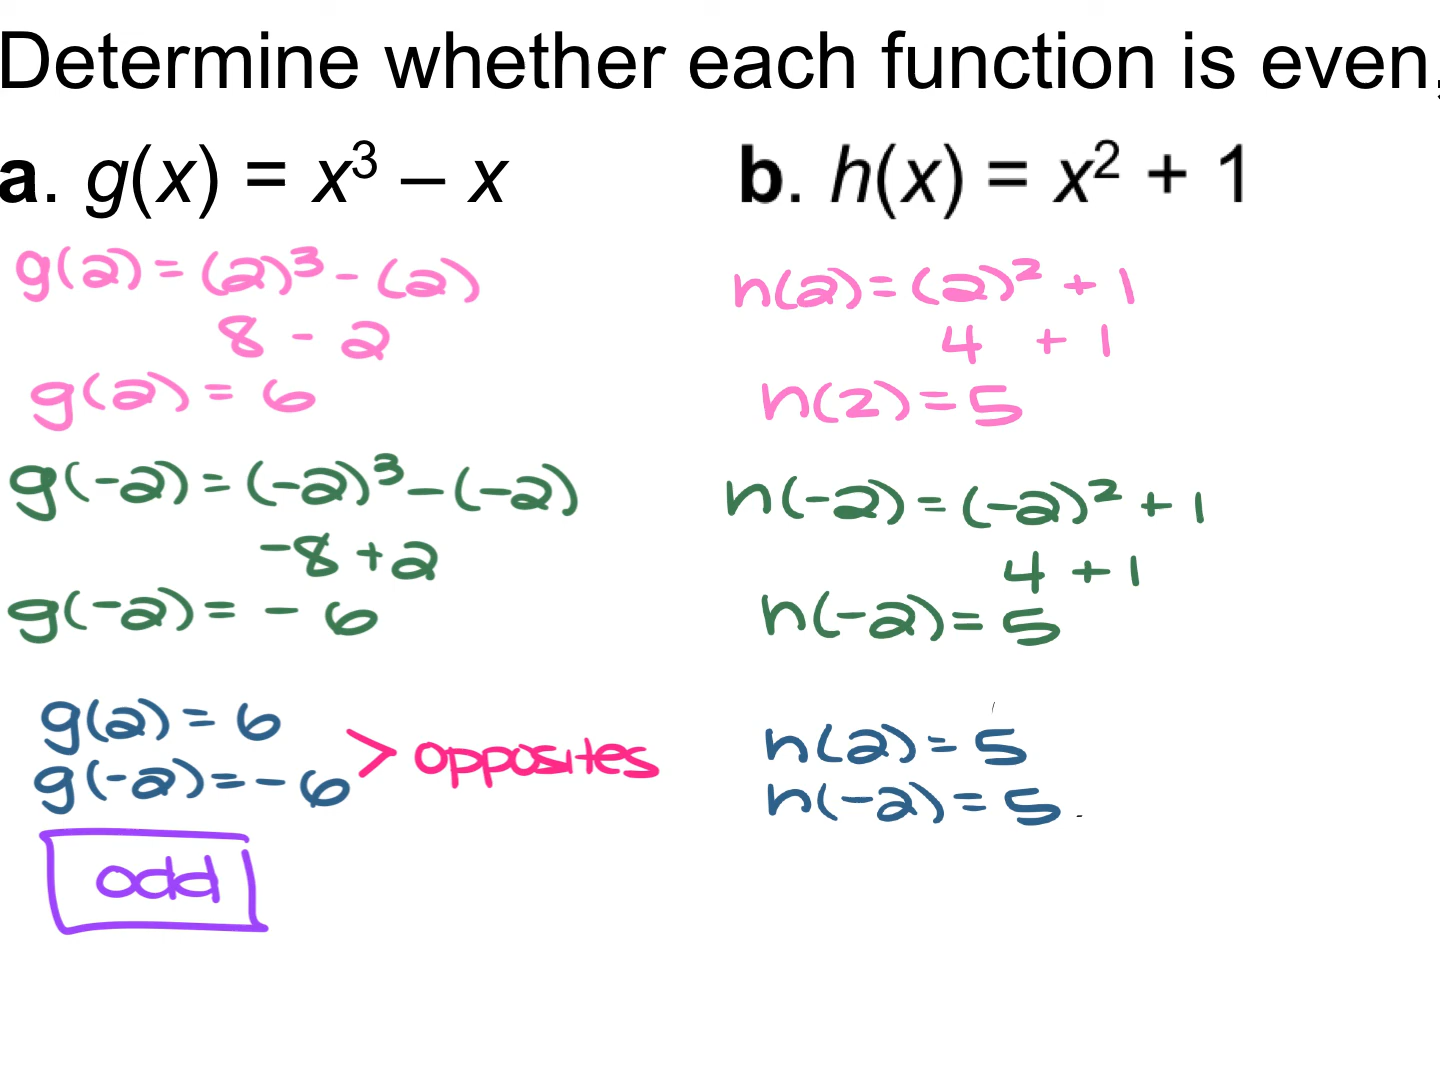 Determine whether each function is even,
a. g(x) = x³ – x
g(2) = (2)³ - (2)
8 - 2
g(2) = 6
g(-2) = (-2)³ - (-2)
-8 + 2
g(-2) = - 6
g(2) = 6
g(-2) = - 6
> opposites
odd
b. h(x) = x² + 1
h(2) = (2)² + 1
4 + 1
h(2) = 5
h(-2) = (-2)² + 1
4 + 1
h(-2) = 5
h(2) = 5
h(-2) = 5